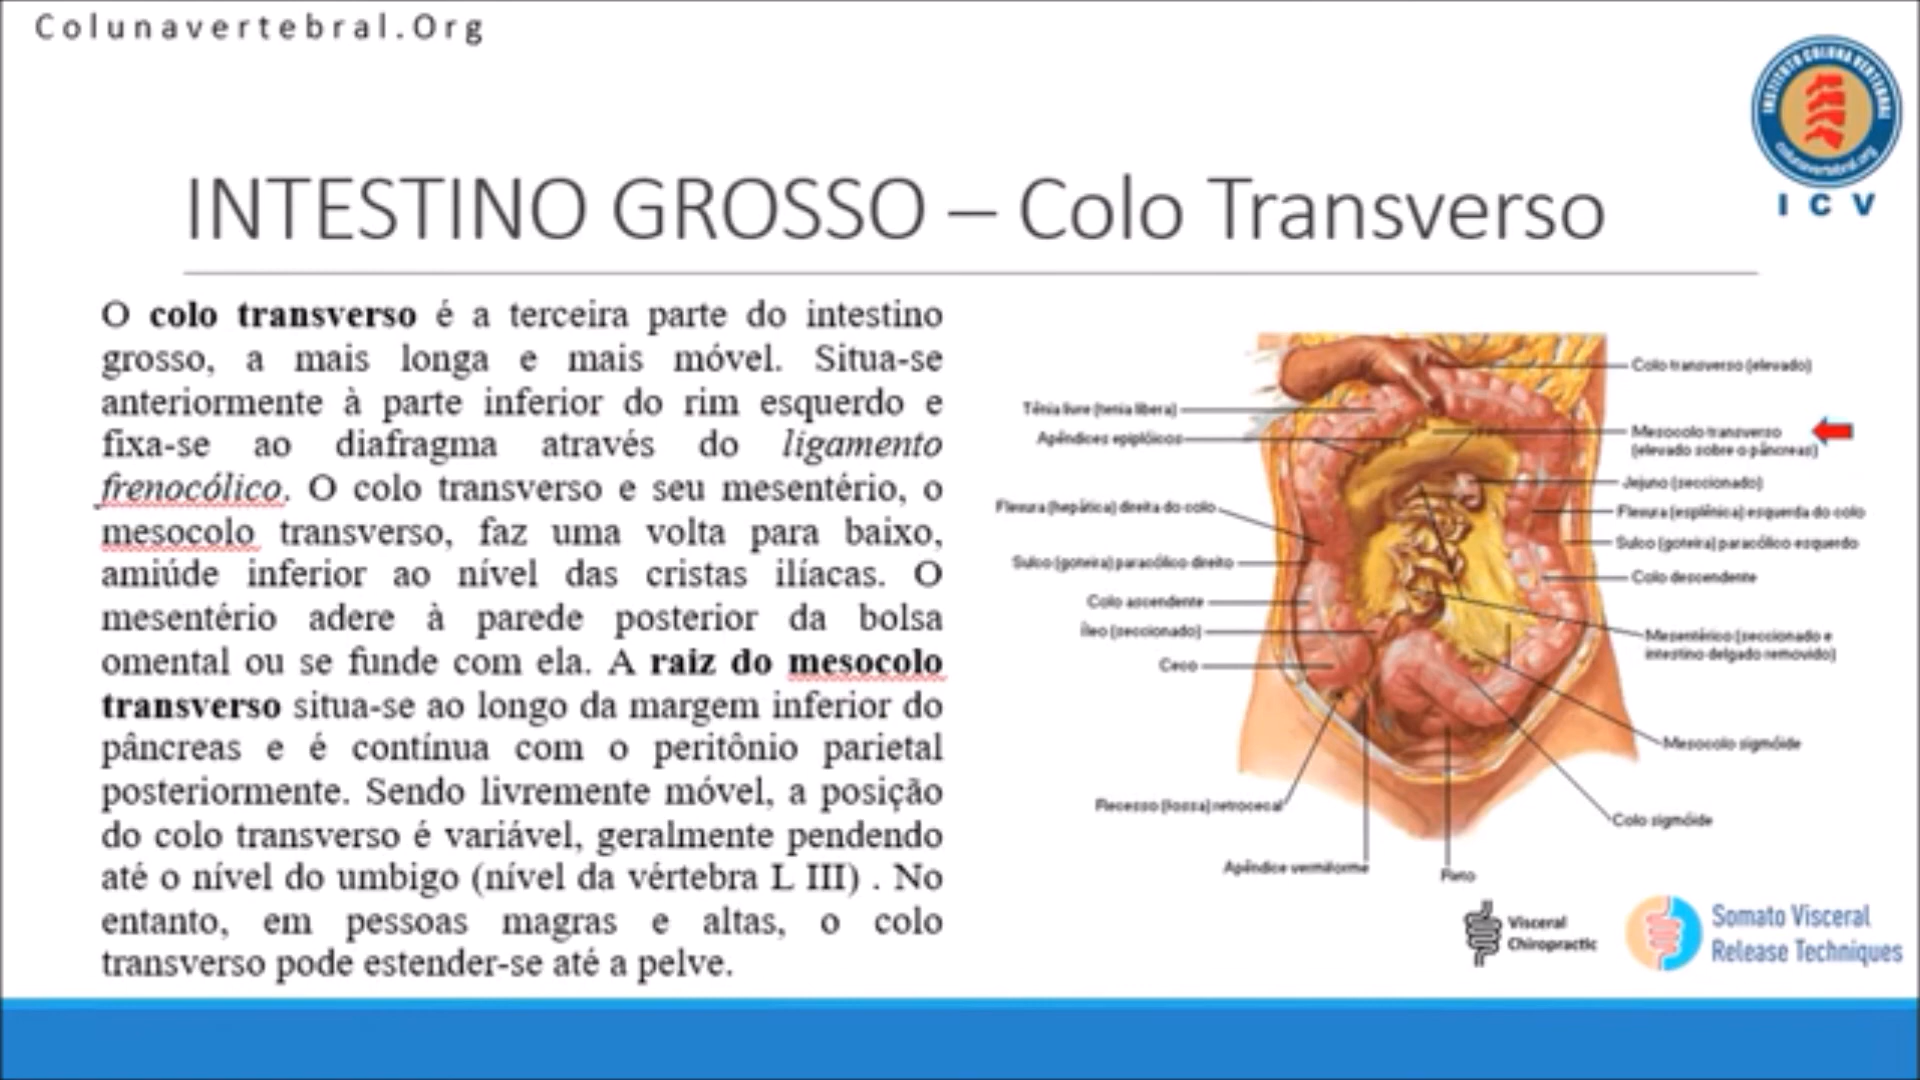 Colunavertebral.Org
INSTITUTO COLUNA VERTEBRAL
colunavertebral.org
I C V
INTESTINO GROSSO – Colo Transverso
O colo transverso é a terceira parte do intestino
grosso, a mais longa e mais móvel. Situa-se
anteriormente à parte inferior do rim esquerdo e
fixa-se ao diafragma através do ligamento
frenocólico. O colo transverso e seu mesentério, o
mesocolo transverso, faz uma volta para baixo,
amiúde inferior ao nível das cristas ilíacas. O
mesentério adere à parede posterior da bolsa
omental ou se funde com ela. A raiz do mesocolo
transverso situa-se ao longo da margem inferior do
pâncreas e é contínua com o peritônio parietal
posteriormente. Sendo livremente móvel, a posição
do colo transverso é variável, geralmente pendendo
até o nível do umbigo (nível da vértebra L III) . No
entanto, em pessoas magras e altas, o colo
transverso pode estender-se até a pelve.
Tênia livre (tenia libera)
Apêndices epiplóicos
Flexura (hepática) direita do colo
Sulco (goteira) paracólico direito
Colo ascendente
Íleo (seccionado)
Ceco
Recesso (fossa) retrocecal
Apêndice vermiforme
Reto
Colo transverso (elevado)
Mesocolo transverso
(elevado sobre o pâncreas)
Jejuno (seccionado)
Flexura (esplênica) esquerda do colo
Sulco (goteira) paracólico esquerdo
Colo descendente
Mesentérico (seccionado e
intestino delgado removido)
Mesocolo sigmóide
Colo sigmóide
Visceral
Chiropractic
Somato Visceral
Release Techniques